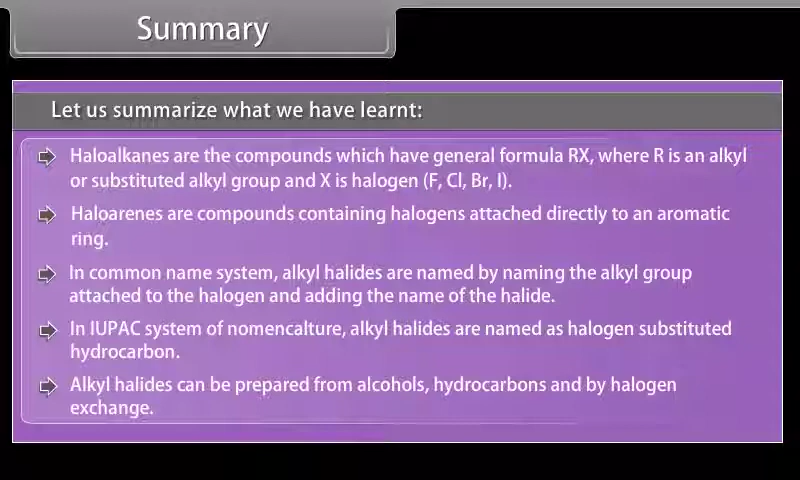 Summary
Let us summarize what we have learnt:
Haloalkanes are the compounds which have general formula RX, where R is an alkyl
or substituted alkyl group and X is halogen (F, Cl, Br, I).
Haloarenes are compounds containing halogens attached directly to an aromatic
ring.
In common name system, alkyl halides are named by naming the alkyl group
attached to the halogen and adding the name of the halide.
In IUPAC system of nomencalture, alkyl halides are named as halogen substituted
hydrocarbon.
Alkyl halides can be prepared from alcohols, hydrocarbons and by halogen
exchange.